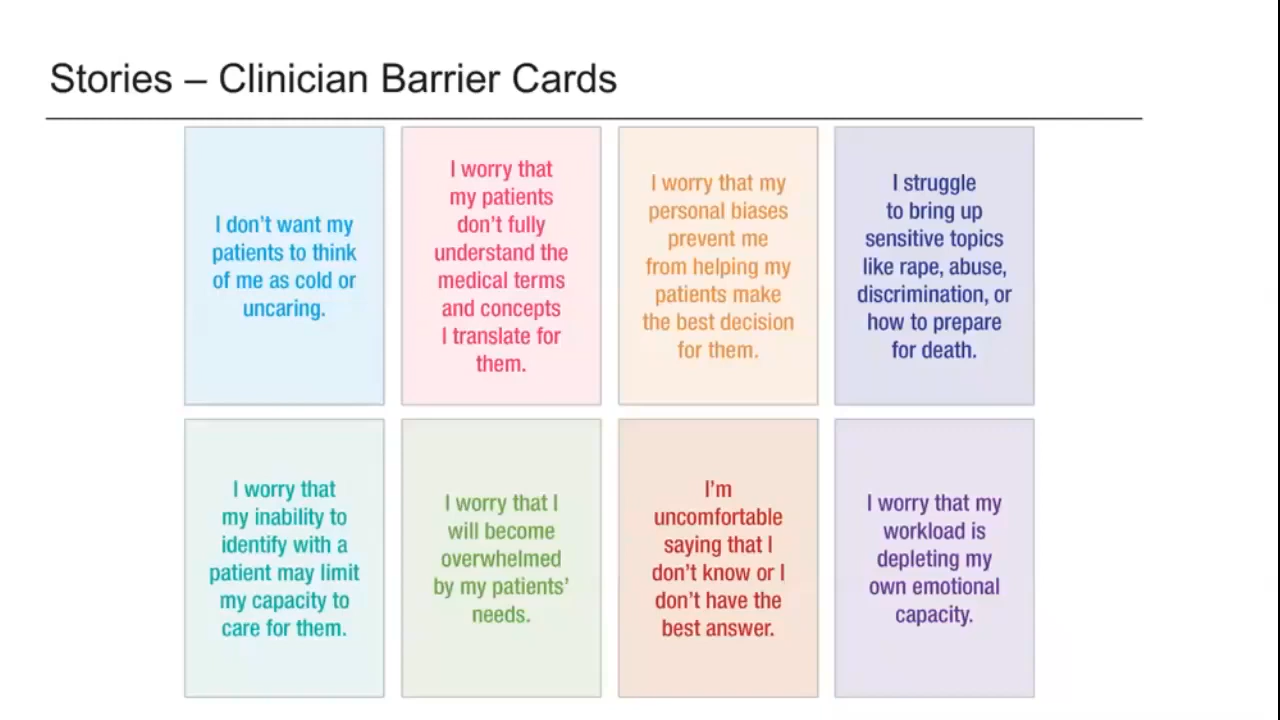 Stories – Clinician Barrier Cards
I don't want my
patients to think
of me as cold or
uncaring.
I worry that
my patients
don't fully
understand the
medical terms
and concepts
I translate for
them.
I worry that my
personal biases
prevent me
from helping my
patients make
the best decision
for them.
I struggle
to bring up
sensitive topics
like rape, abuse,
discrimination, or
how to prepare
for death.
I worry that
my inability to
identify with a
patient may limit
my capacity to
care for them.
I worry that I
will become
overwhelmed
by my patients'
needs.
I'm
uncomfortable
saying that I
don't know or I
don't have the
best answer.
I worry that my
workload is
depleting my
own emotional
capacity.